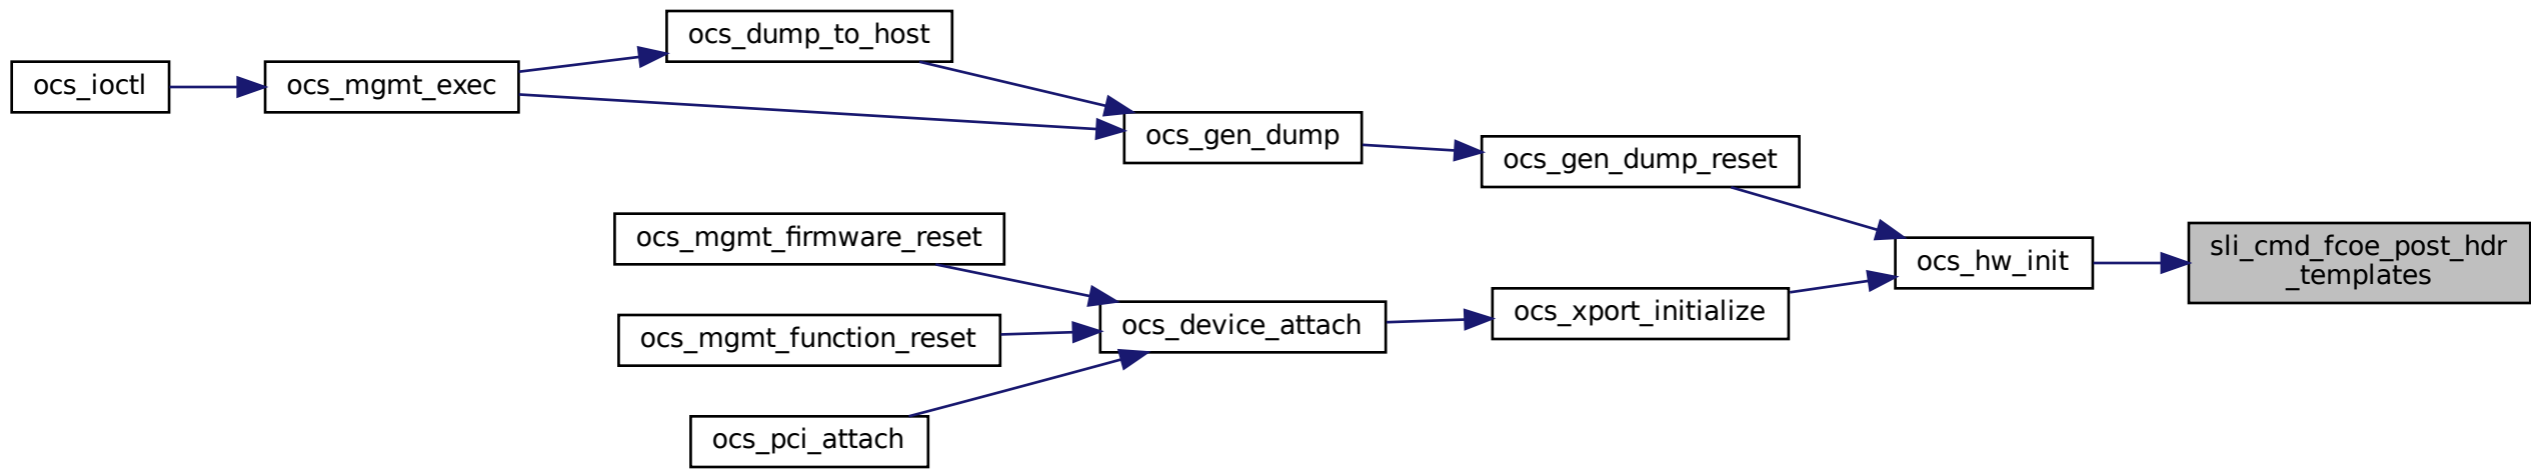 ocs_dump_to_host
ocs_ioctl
ocs_mgmt_exec
ocs_gen_dump
ocs_gen_dump_reset
ocs_mgmt_firmware_reset
ocs_hw_init
sli_cmd_fcoe_post_hdr
_templates
ocs_device_attach
ocs_xport_initialize
ocs_mgmt_function_reset
ocs_pci_attach